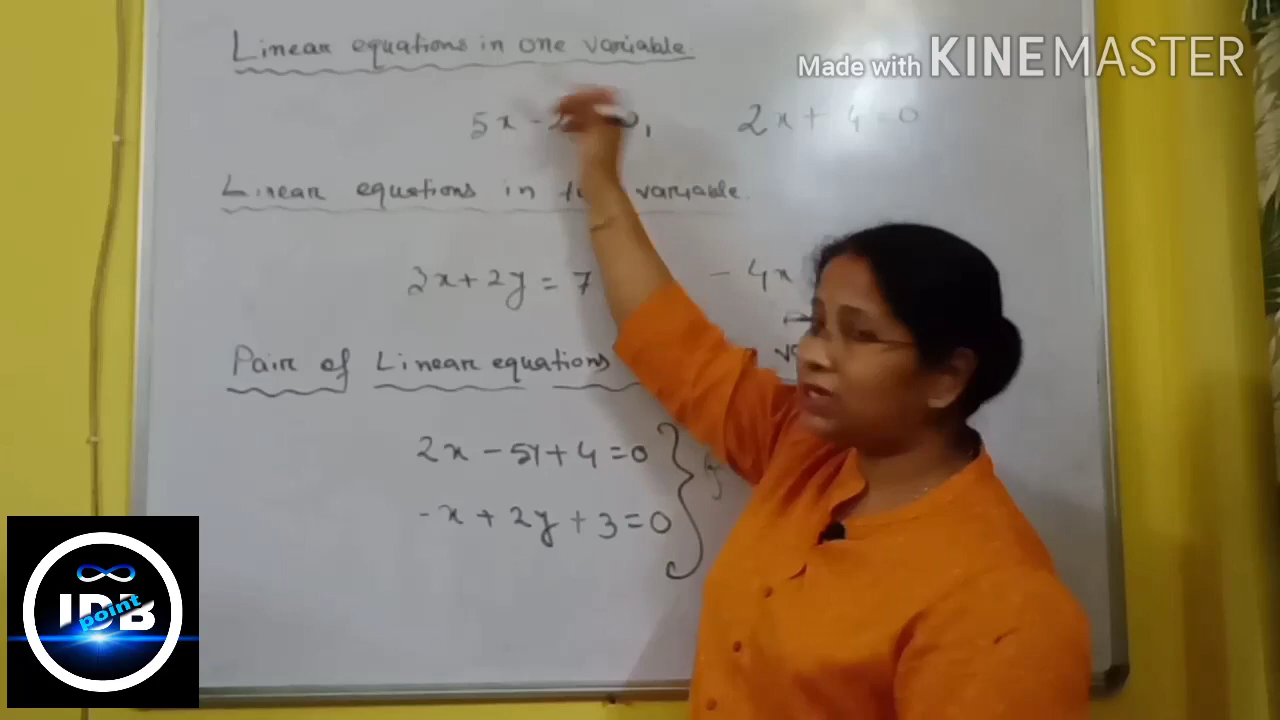 Linear equations in one variable
Made with KINEMASTER
5x - 2
2x + 4 = 0
Linear equations in variable.
2x + 2y = 7
- 4x
Pair of Linear equations
2x - 5y + 4 = 0
-x + 2y + 3 = 0
IDB
point